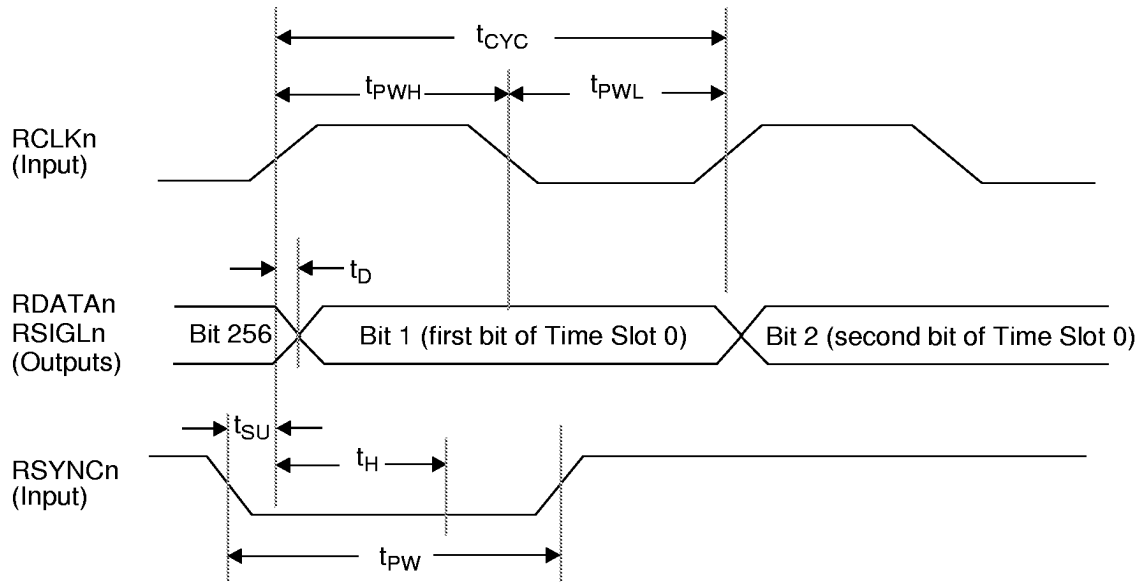 tCYC
tPWH
tPWL
RCLKn
(Input)
tD
RDATAn
RSIGLn
(Outputs)
Bit 256
Bit 1 (first bit of Time Slot 0)
Bit 2 (second bit of Time Slot 0)
tSU
tH
RSYNCn
(Input)
tPW